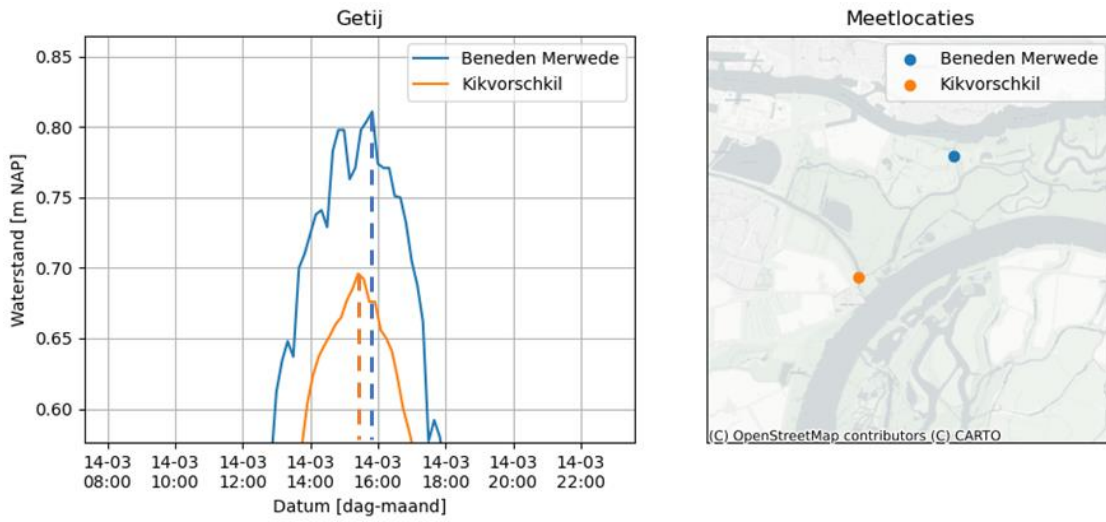 Getij
0.85
0.80
0.75
0.70
0.65
0.60
Waterstand [m NAP]
Beneden Merwede
Kikvorschkil
14-03 14-03 14-03 14-03 14-03 14-03 14-03 14-03
08:00 10:00 12:00 14:00 16:00 18:00 20:00 22:00
Datum [dag-maand]
Meetlocaties
Beneden Merwede
Kikvorschkil
(C) OpenStreetMap contributors (C) CARTO